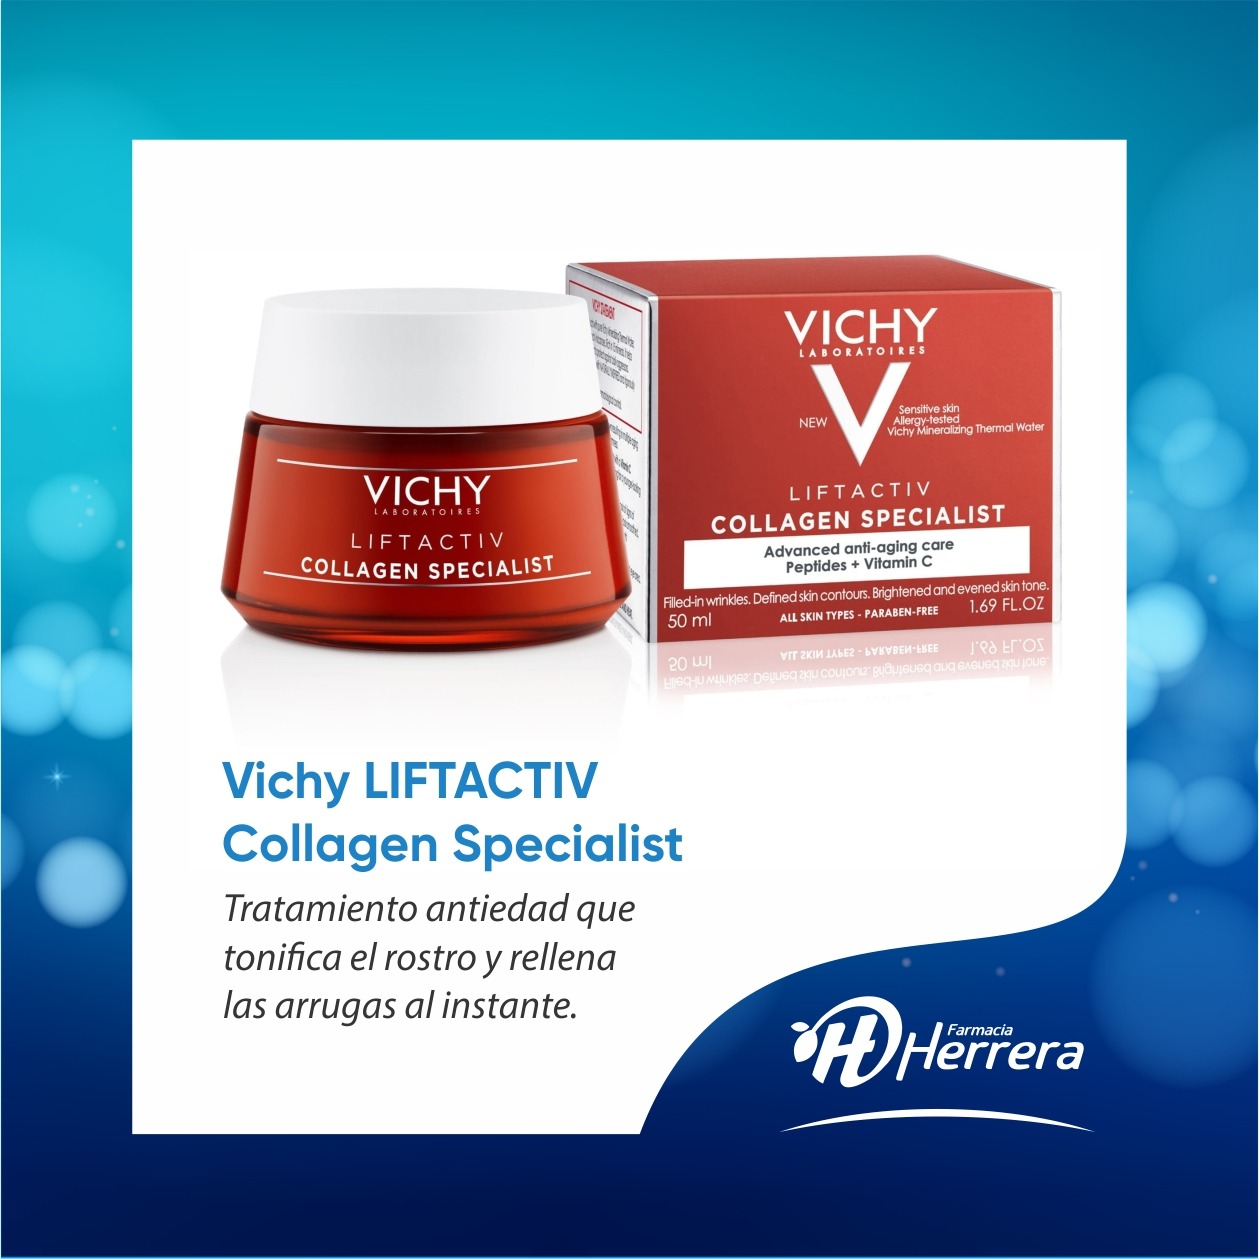 VICHY
LABORATOIRES
LIFTACTIV
COLLAGEN SPECIALIST
VICHY
LABORATOIRES
NEW
Sensitive skin
Allergy-tested
Vichy Mineralizing Thermal Water
LIFTACTIV
COLLAGEN SPECIALIST
Advanced anti-aging care
Peptides + Vitamin C
Filled-in wrinkles. Defined skin contours. Brightened and evened skin tone.
50 ml ALL SKIN TYPES - PARABEN-FREE 1.69 FL.OZ
Vichy LIFTACTIV
Collagen Specialist
Tratamiento antiedad que
tonifica el rostro y rellena
las arrugas al instante.
Farmacia
Herrera